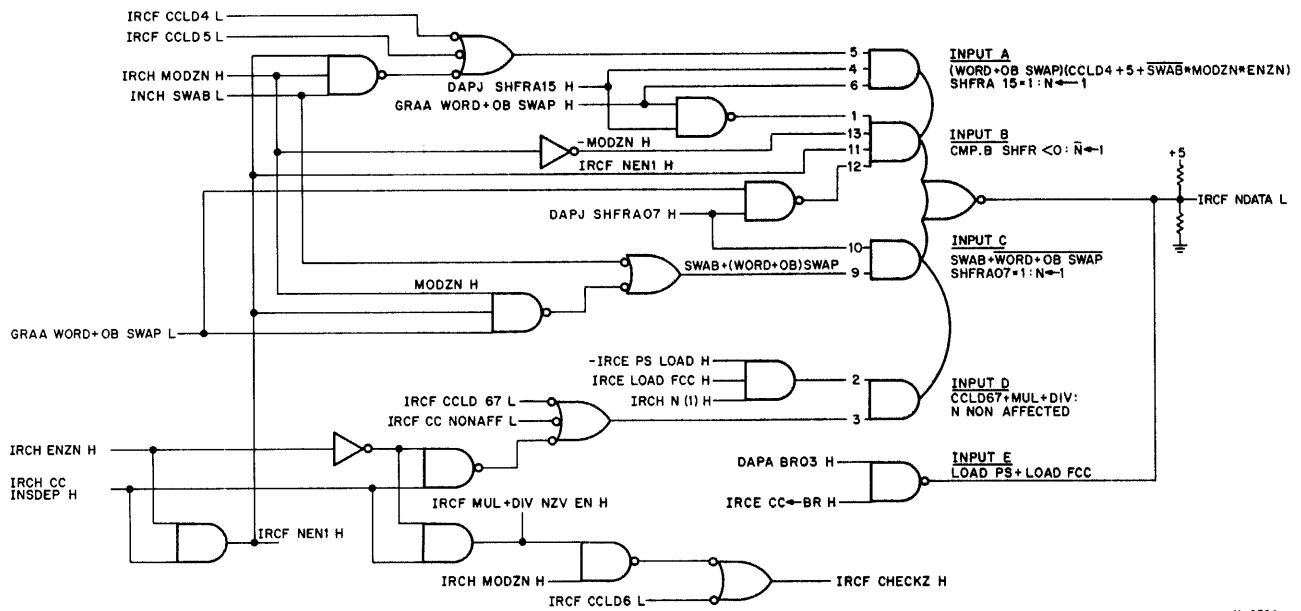 IRCF CCLD4 L
IRCF CCLD5 L
IRCH MODZN H
INCH SWAB L
DAPJ SHFRA15 H
GRAA WORD+OB SWAP H
5
4
6
INPUT A
(WORD+OB SWAP)(CCLD4+5+SWAB*MODZN*ENZN)
SHFRA 15=1:N←1
1
-MODZN H
13
IRCF NEN1 H
11
12
INPUT B
CMP.B SHFR <0: N←1
+5
IRCF NDATA L
DAPJ SHFRA07 H
10
SWAB+(WORD+OB)SWAP
9
INPUT C
SWAB+WORD+OB SWAP
SHFRA07=1:N←1
MODZN H
GRAA WORD+OB SWAP L
-IRCE PS LOAD H
IRCE LOAD FCC H
IRCH N (1) H
2
3
INPUT D
CCLD67+MUL+DIV:
N NON AFFECTED
IRCF CCLD 67 L
IRCF CC NONAFF L
IRCH ENZN H
IRCH CC
INSDEP H
DAPA BR03 H
IRCE CC←BR H
INPUT E
LOAD PS+LOAD FCC
IRCF MUL+DIV NZV EN H
IRCF NEN1 H
IRCH MODZN H
IRCF CCLD6 L
IRCF CHECKZ H